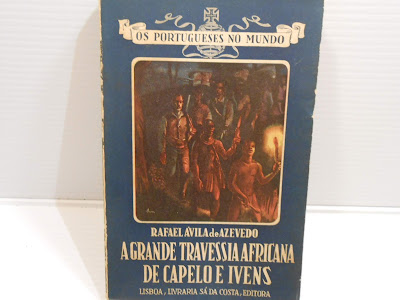 OS PORTUGUESES NO MUNDO
RAFAEL ÁVILA de AZEVEDO
A GRANDE TRAVESSIA AFRICANA
DE CAPELO E IVENS
LISBOA, LIVRARIA SÁ DA COSTA, EDITORA